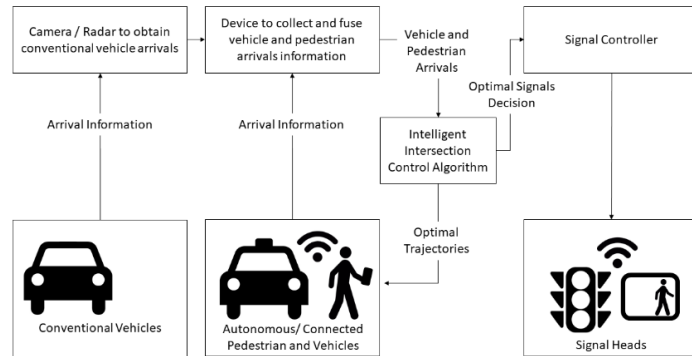 Camera / Radar to obtain
conventional vehicle arrivals
Device to collect and fuse
vehicle and pedestrian
arrivals information
Vehicle and
Pedestrian
Arrivals
Signal Controller
Optimal Signals
Decision
Arrival Information
Arrival Information
Intelligent
Intersection
Control Algorithm
Optimal
Trajectories
Conventional Vehicles
Autonomous/ Connected
Pedestrian and Vehicles
Signal Heads